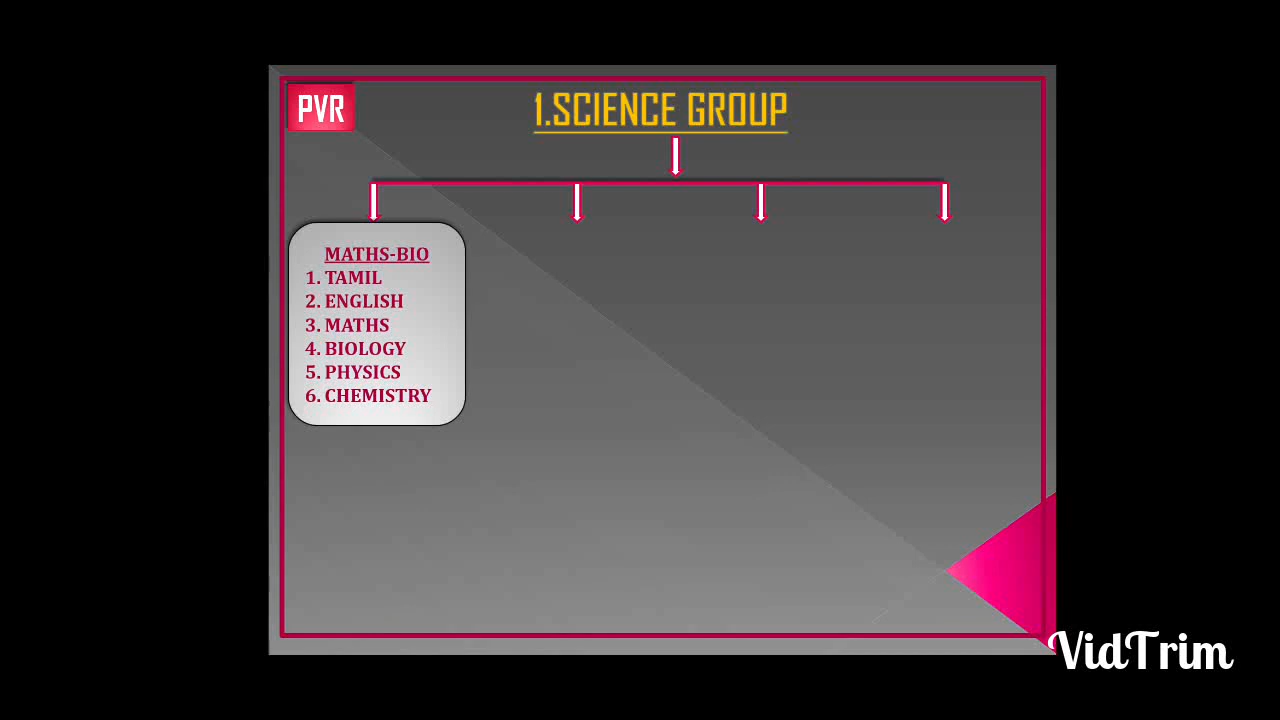 PVR
1.SCIENCE GROUP
MATHS-BIO
1. TAMIL
2. ENGLISH
3. MATHS
4. BIOLOGY
5. PHYSICS
6. CHEMISTRY
VidTrim